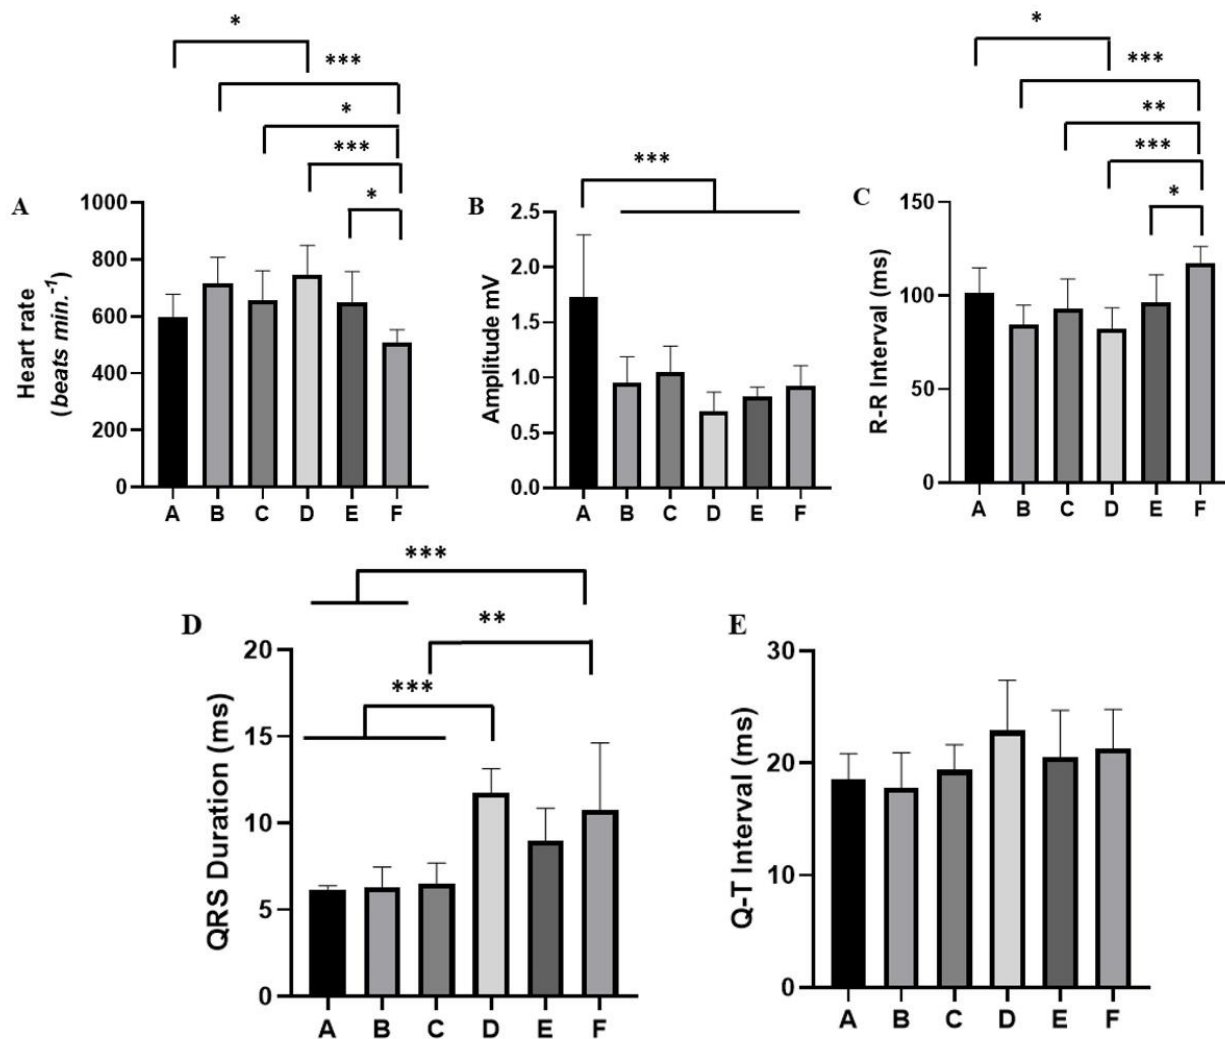 *
***
*
***
*
A
Heart rate
(beats min.-1)
1000
800
600
400
200
0
A B C D E F
***
B
Amplitude mV
2.5
2.0
1.5
1.0
0.5
0.0
A B C D E F
*
***
**
***
*
C
R-R Interval (ms)
150
100
50
0
A B C D E F
***
**
***
D
QRS Duration (ms)
20
15
10
5
0
A B C D E F
E
Q-T Interval (ms)
30
20
10
0
A B C D E F